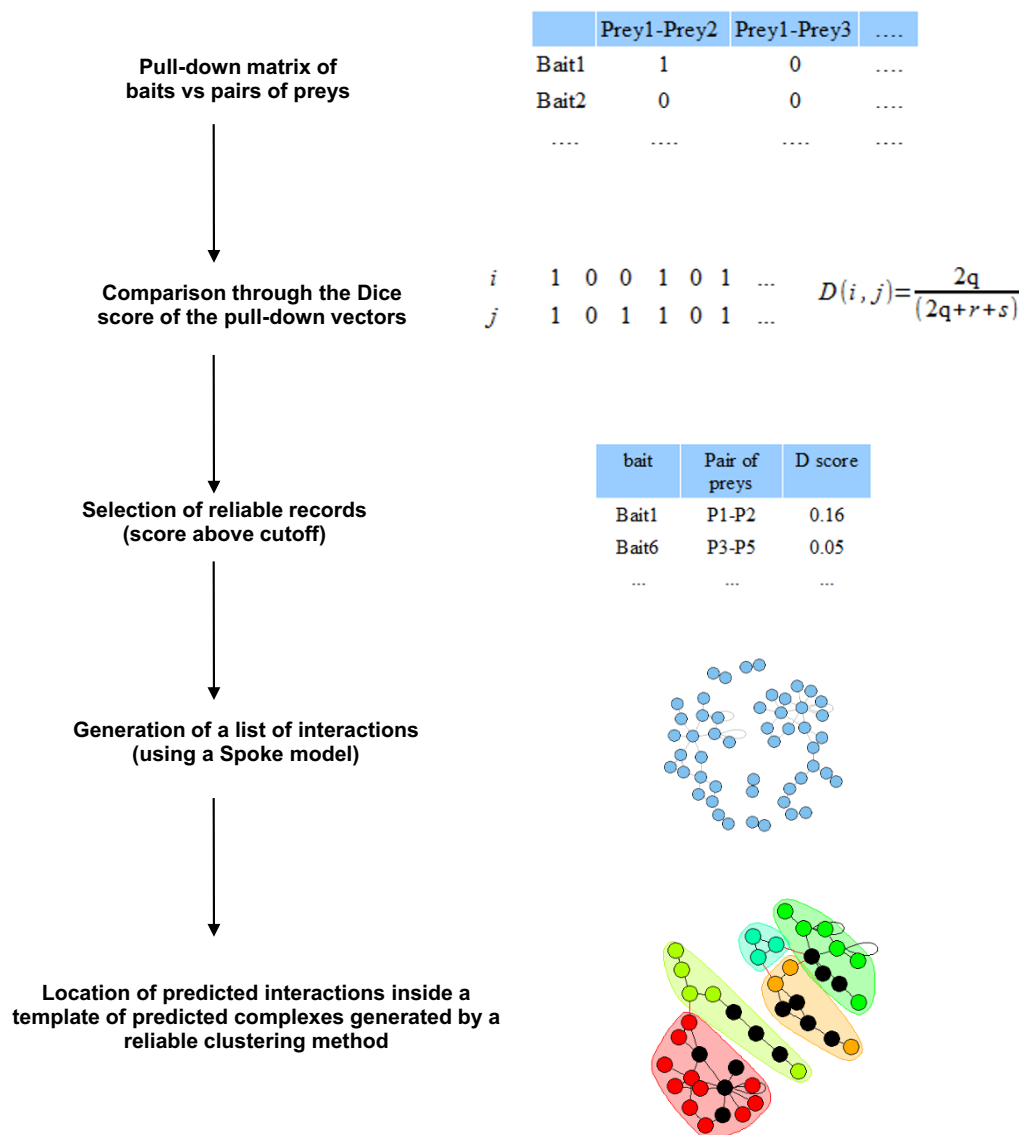 Pull-down matrix of
baits vs pairs of preys
Prey1-Prey2 Prey1-Prey3 ....
Bait1 1 0 ....
Bait2 0 0 ....
.... .... .... ....
Comparison through the Dice
score of the pull-down vectors
i 1 0 0 1 0 1 ...
j 1 0 1 1 0 1 ...
D(i,j)=2q/(2q+r+s)
Selection of reliable records
(score above cutoff)
bait Pair of preys D score
Bait1 P1-P2 0.16
Bait6 P3-P5 0.05
... ... ...
Generation of a list of interactions
(using a Spoke model)
Location of predicted interactions inside a
template of predicted complexes generated by a
reliable clustering method